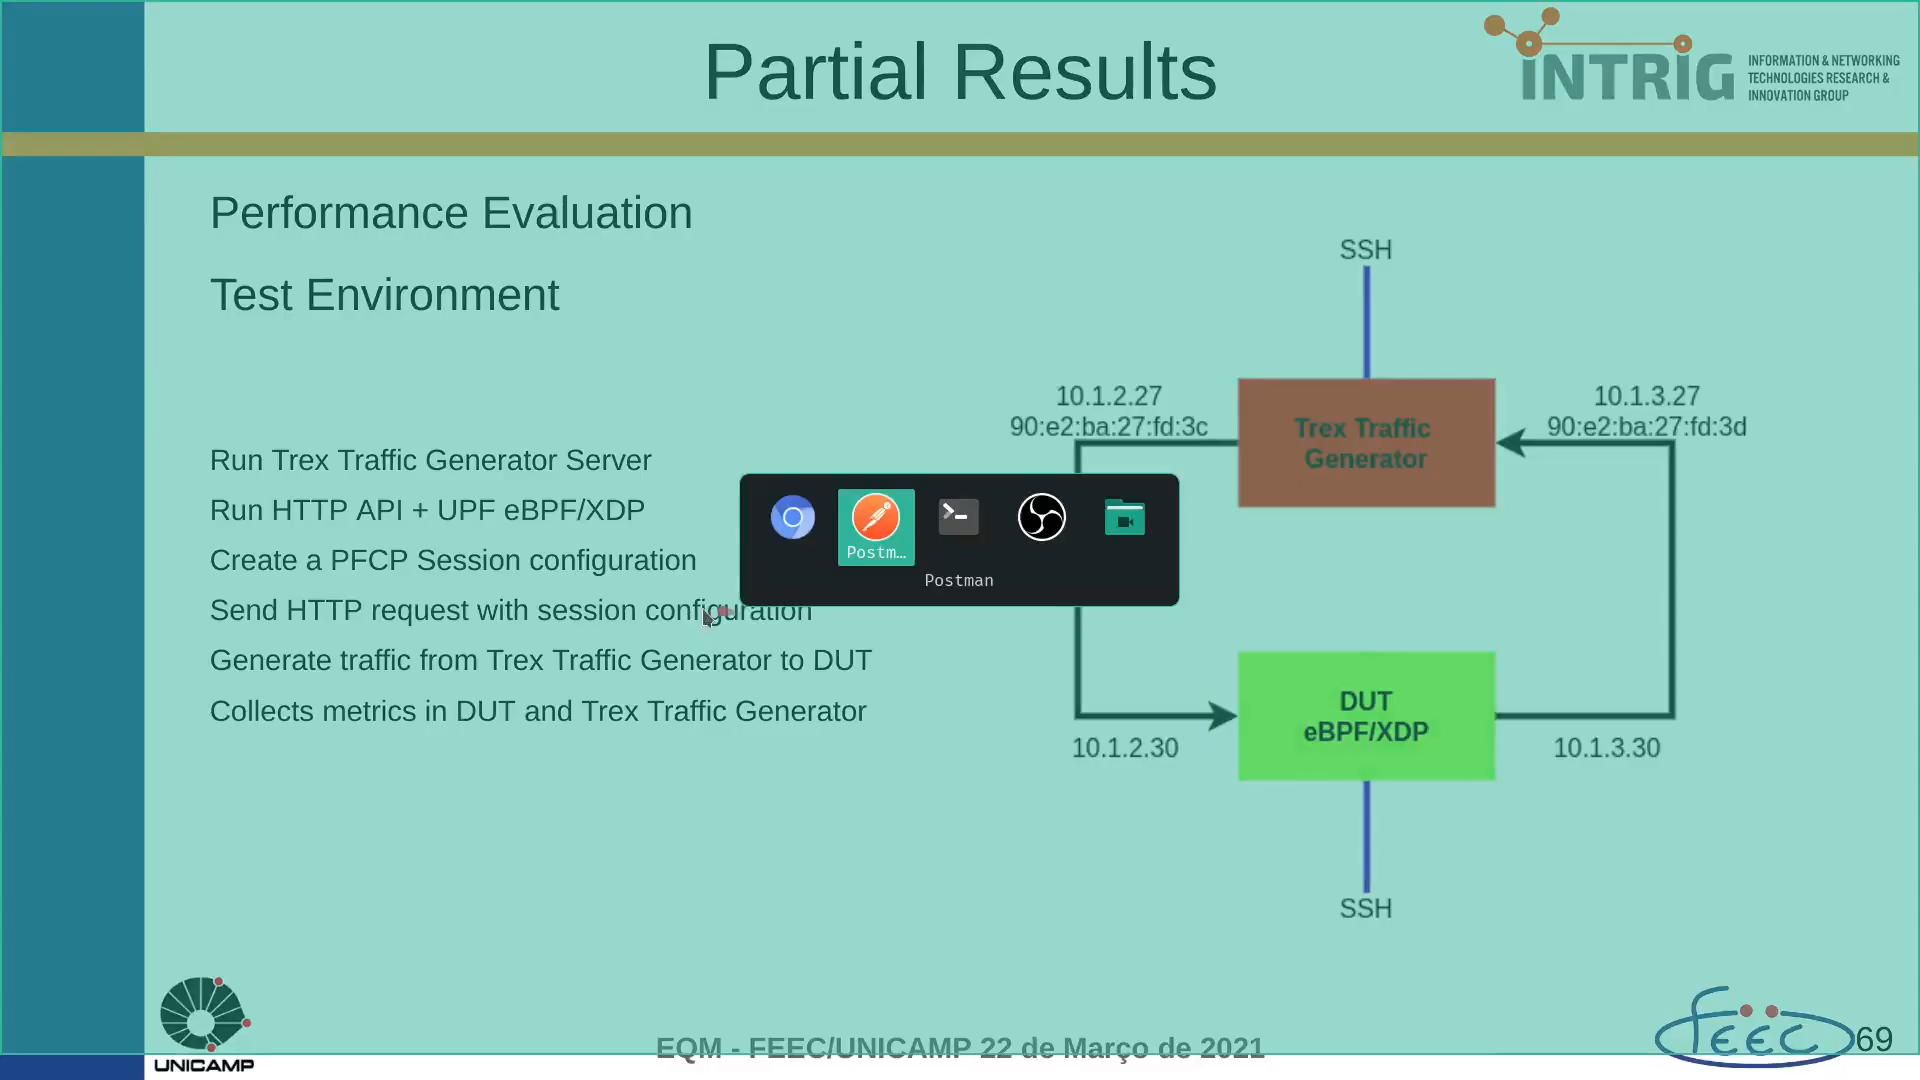 Partial Results
INTRIG
INFORMATION & NETWORKING
TECHNOLOGIES RESEARCH &
INNOVATION GROUP
Performance Evaluation
Test Environment
Run Trex Traffic Generator Server
Run HTTP API + UPF eBPF/XDP
Create a PFCP Session configuration
Send HTTP request with session configuration
Generate traffic from Trex Traffic Generator to DUT
Collects metrics in DUT and Trex Traffic Generator
Postm...
Postman
SSH
10.1.2.27
90:e2:ba:27:fd:3c
Trex Traffic
Generator
10.1.3.27
90:e2:ba:27:fd:3d
DUT
eBPF/XDP
10.1.2.30
10.1.3.30
SSH
UNICAMP
EQM - FEEC/UNICAMP 22 de Março de 2021
feec
69